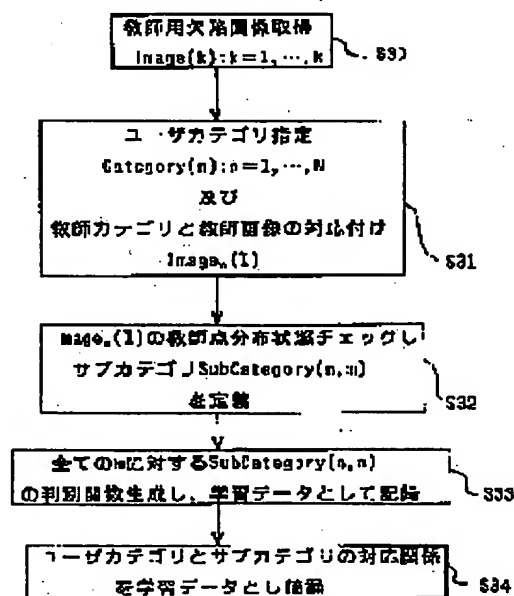 教師用欠陥画像取得
Image(k):k=1,…,k
S30
ユーザカテゴリ指定
Category(n):n=1,…,N
及び
教師カテゴリと教師画像の対応付け
Imageₙ(l)
S31
Imageₙ(l)の教師点分布状態チェックし
サブカテゴリSubCategory(n,m)
を定義
S32
全てのmに対するSubCategory(n,m)
の判別関数生成し、学習データとして記録
S33
ユーザカテゴリとサブカテゴリの対応関係
を学習データとし記録
S34